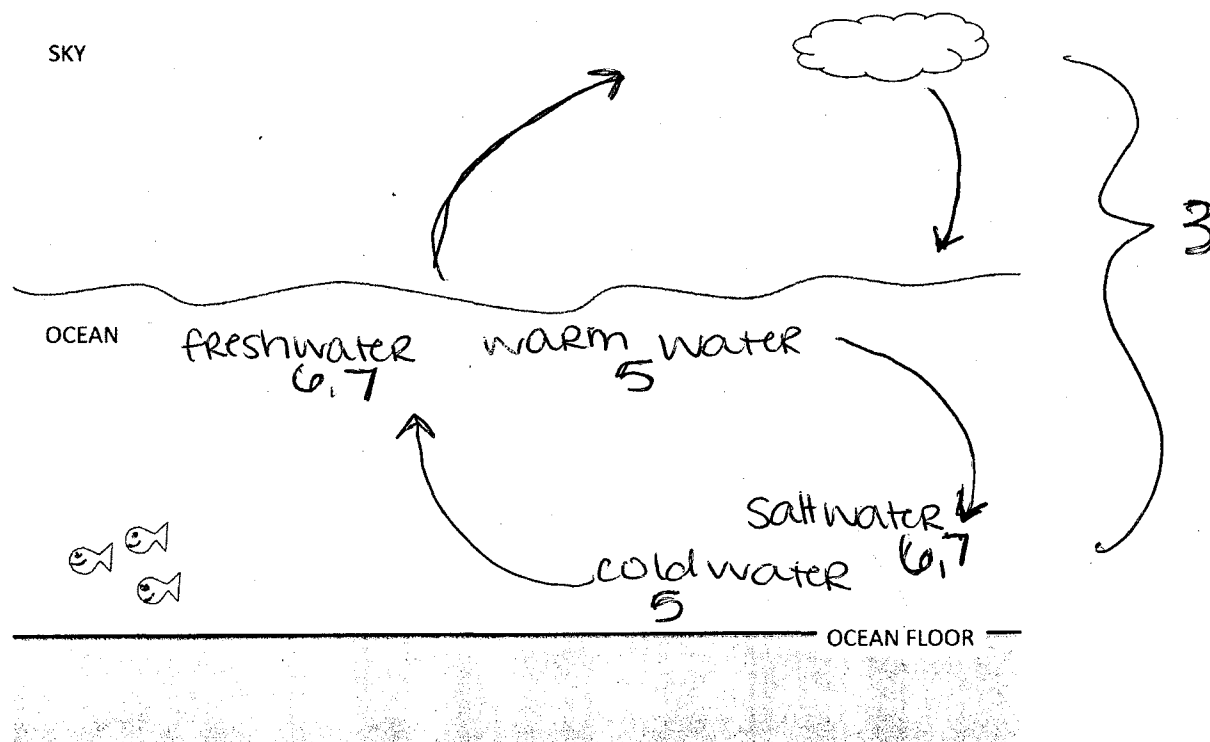 SKY
3
OCEAN
freshwater
6,7
warm water
5
saltwater
6,7
cold water
5
OCEAN FLOOR